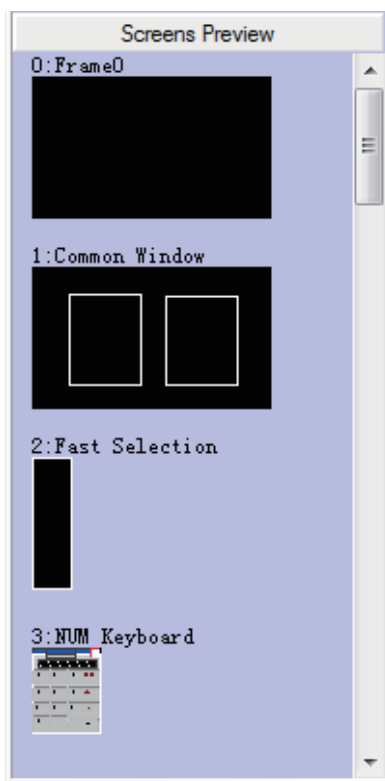 Screens Preview
0:Frame0
1:Common Window
2:Fast Selection
3:NUM Keyboard